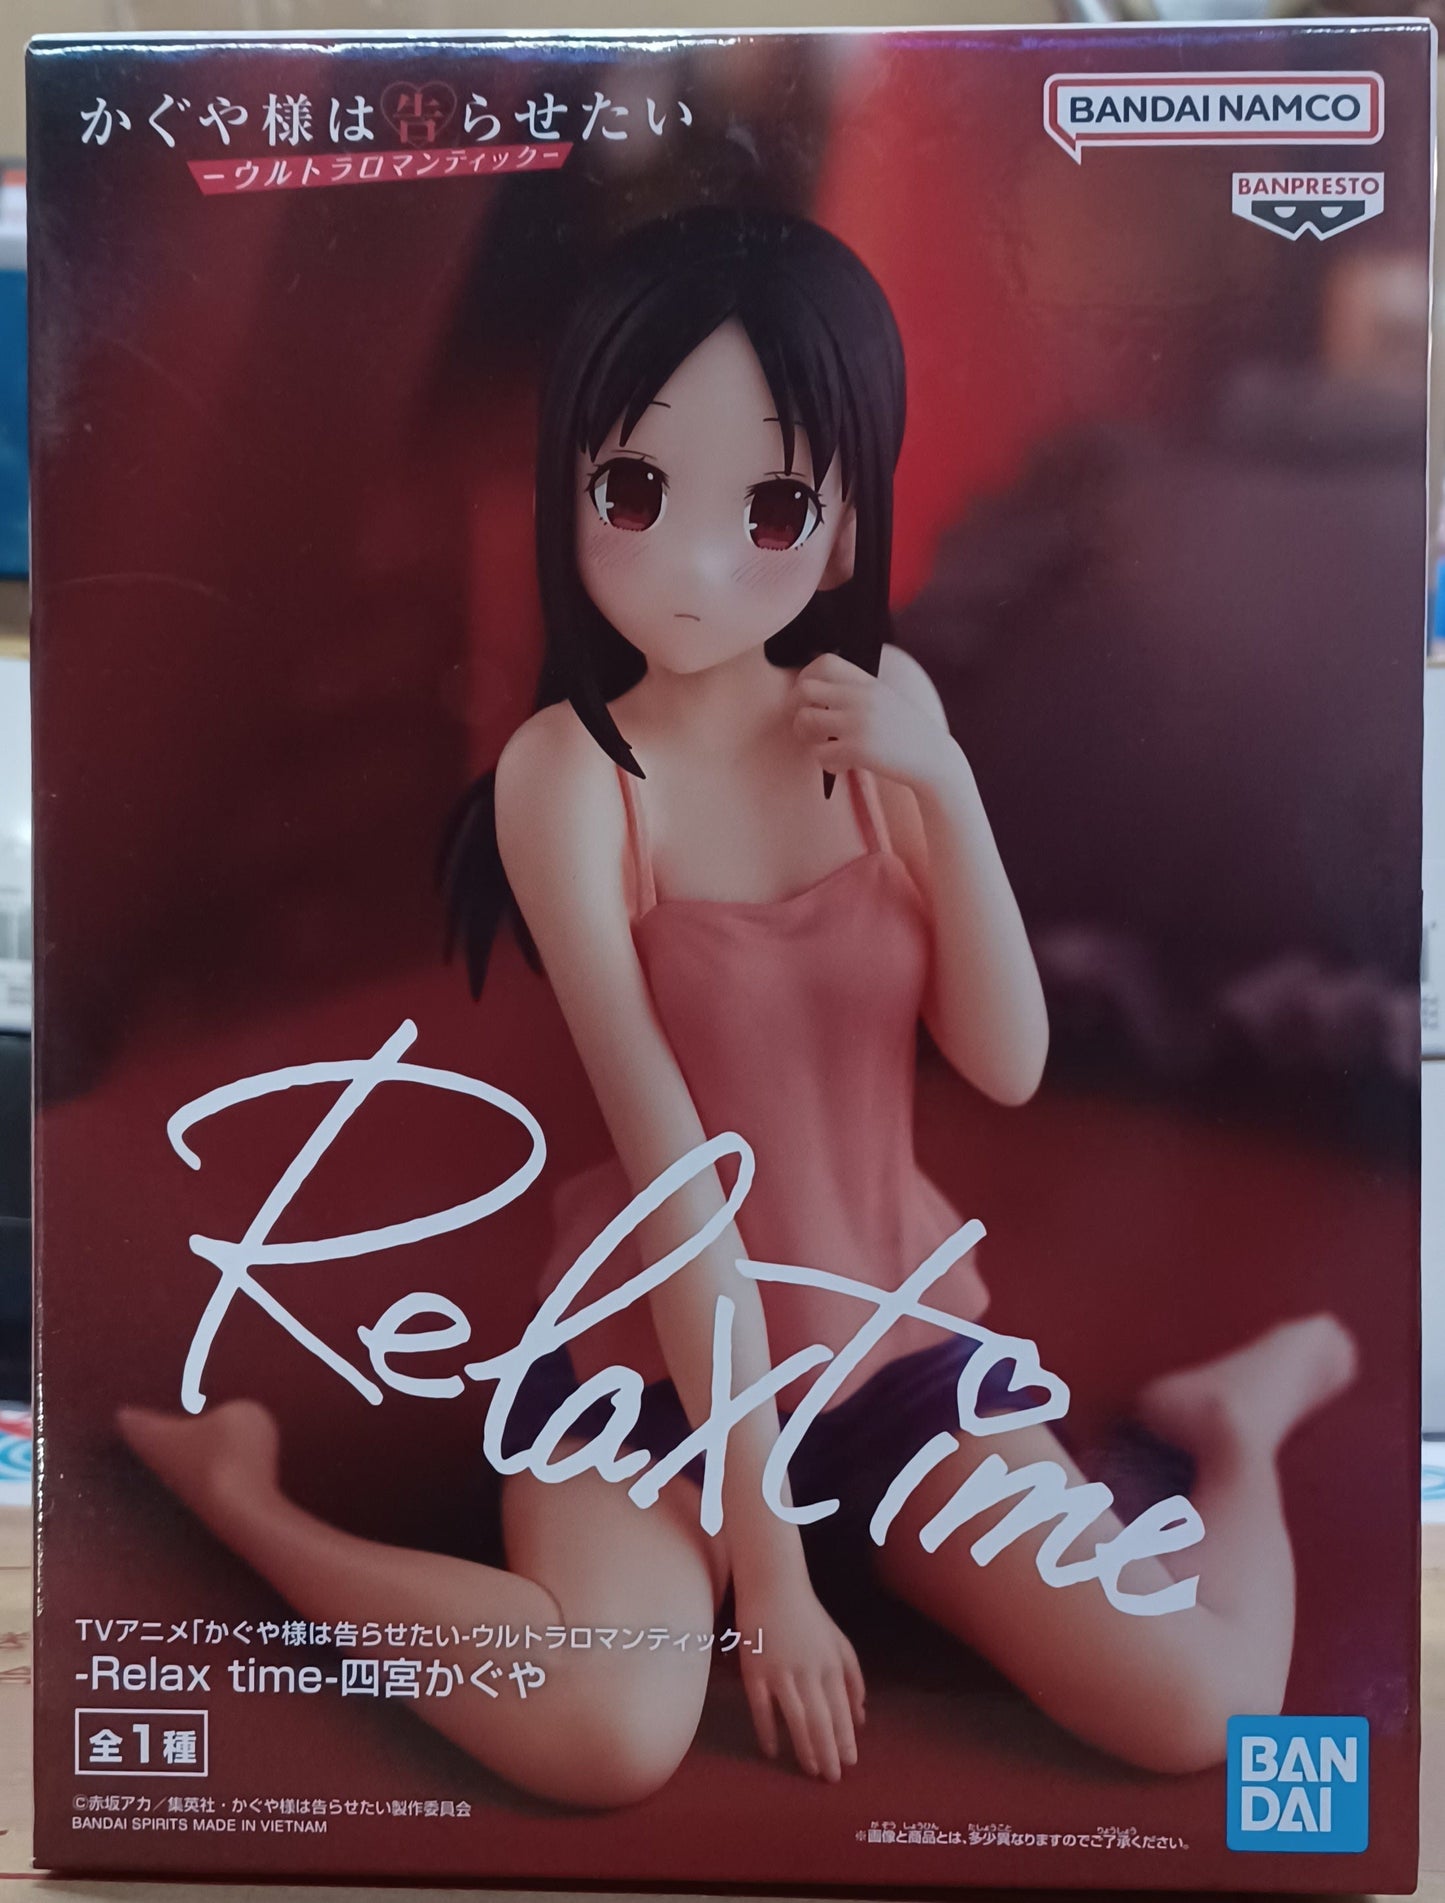 かぐや様は告らせたい
-ウルトラロマンティック-
BANDAI NAMCO
BANPRESTO
Relax time
TVアニメ「かぐや様は告らせたい-ウルトラロマンティック-」
-Relax time-四宮かぐや
全1種
©赤坂アカ／集英社・かぐや様は告らせたい製作委員会
BANDAI SPIRITS MADE IN VIETNAM
※画像と商品とは、多少異なりますのでご了承ください。
BAN
DAI